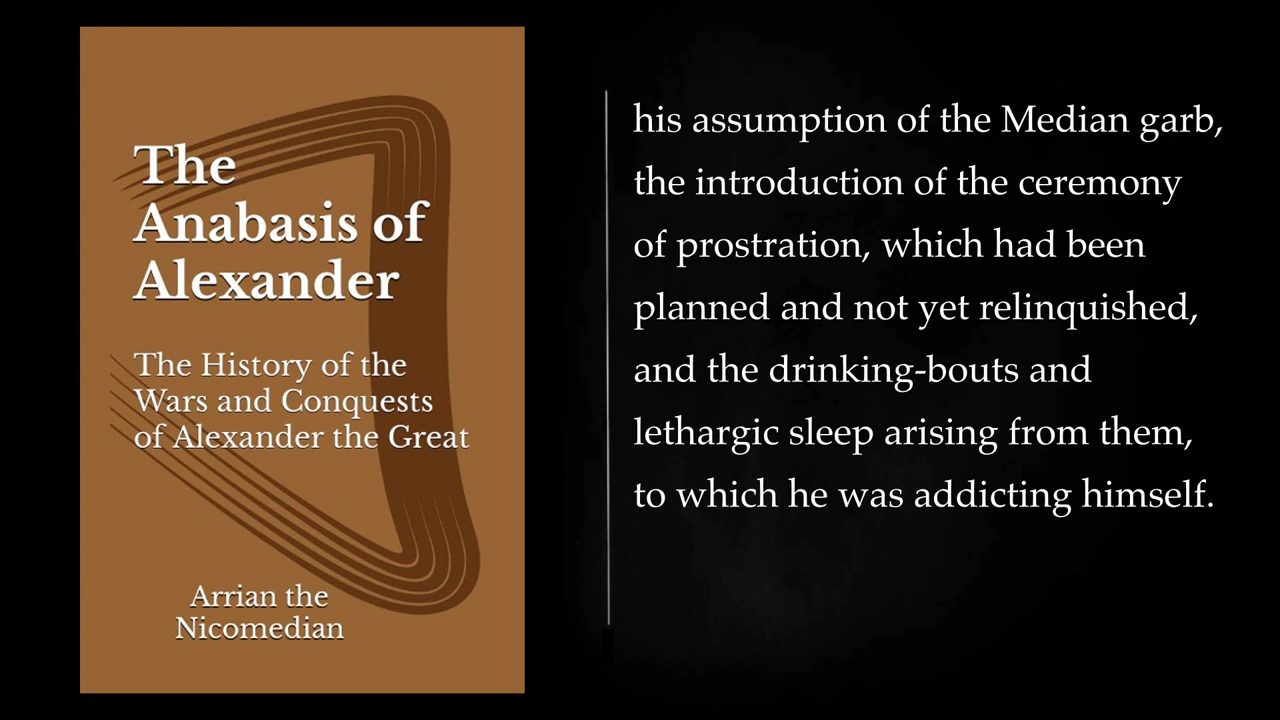 The
Anabasis of
Alexander
The History of the
Wars and Conquests
of Alexander the Great
Arrian the
Nicomedian
his assumption of the Median garb,
the introduction of the ceremony
of prostration, which had been
planned and not yet relinquished,
and the drinking-bouts and
lethargic sleep arising from them,
to which he was addicting himself.